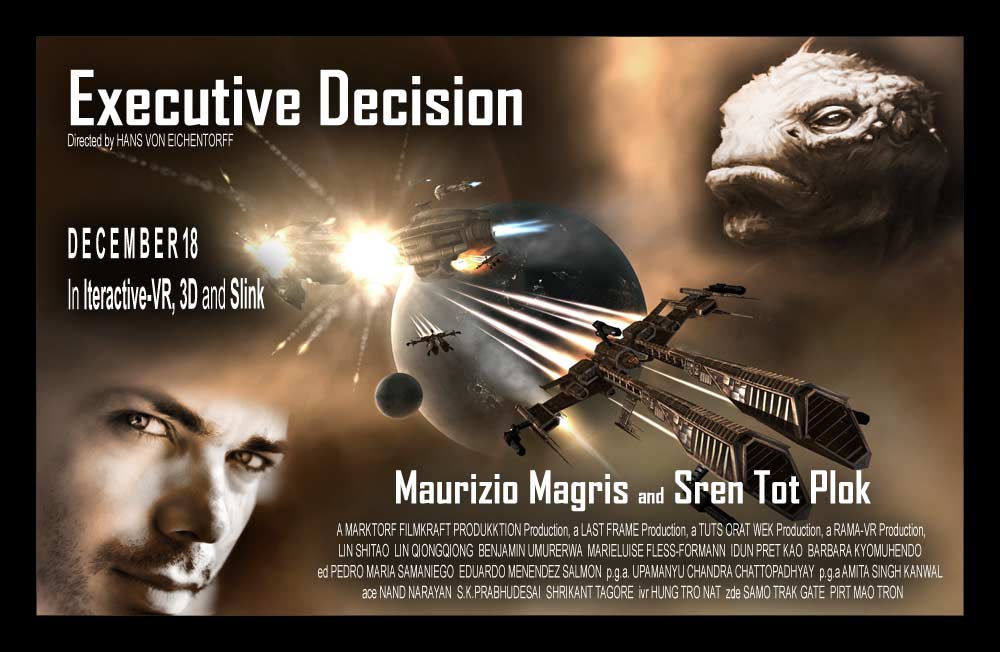 Executive Decision
Directed by HANS VON EICHENTORFF
DECEMBER 18
In Iteractive-VR, 3D and Slink
Maurizio Magris and Sren Tot Plok
A MARKTORF FILMKRAFT PRODUKKTION Production, a LAST FRAME Production, a TUTS ORAT WEK Production, a RAMA-VR Production,
LIN SHITAO LIN QIONGQIONG BENJAMIN UMURERWA MARIELUISE FLESS-FORMANN IDUN PRET KAO BARBARA KYOMUHENDO
ed PEDRO MARIA SAMANIEGO EDUARDO MENENDEZ SALMON p.g.a. UPAMANYU CHANDRA CHATTOPADHYAY p.g.a AMITA SINGH KANWAL
ace NAND NARAYAN S.K.PRABHUDESAI SHRIKANT TAGORE ivr HUNG TRO NAT zde SAMO TRAK GATE PIRT MAO TRON